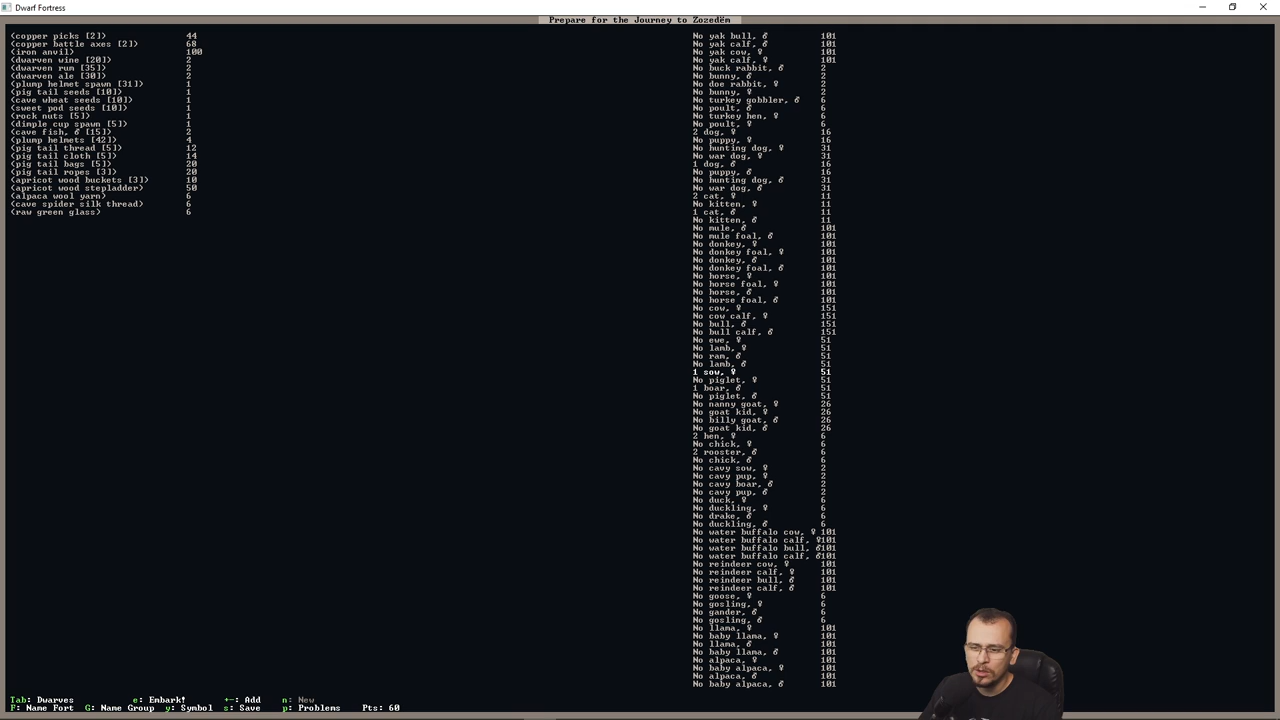 Dwarf Fortress
Prepare for the Journey to Zozedëm
<copper picks [2]> 44
<copper battle axes [2]> 68
<iron anvil> 100
<dwarven wine [20]> 2
<dwarven rum [35]> 2
<dwarven ale [30]> 2
<plump helmet spawn [31]> 1
<pig tail seeds [10]> 1
<cave wheat seeds [10]> 1
<sweet pod seeds [10]> 1
<rock nuts [5]> 1
<dimple cup spawn [5]> 1
<cave fish, ♂ [15]> 2
<plump helmets [42]> 4
<pig tail thread [5]> 12
<pig tail cloth [5]> 14
<pig tail bags [5]> 20
<pig tail ropes [3]> 20
<apricot wood buckets [3]> 10
<apricot wood stepladder> 50
<alpaca wool yarn> 6
<cave spider silk thread> 6
<raw green glass> 6
No yak bull, ♂ 101
No yak calf, ♂ 101
No yak cow, ♀ 101
No yak calf, ♀ 101
No buck rabbit, ♂ 2
No bunny, ♂ 2
No doe rabbit, ♀ 2
No bunny, ♀ 2
No turkey gobbler, ♂ 6
No poult, ♂ 6
No turkey hen, ♀ 6
No poult, ♀ 6
2 dog, ♀ 16
No puppy, ♀ 16
No hunting dog, ♀ 31
No war dog, ♀ 31
1 dog, ♂ 16
No puppy, ♂ 16
No hunting dog, ♂ 31
No war dog, ♂ 31
2 cat, ♀ 11
No kitten, ♀ 11
1 cat, ♂ 11
No kitten, ♂ 11
No mule, ♂ 101
No mule foal, ♂ 101
No donkey, ♀ 101
No donkey foal, ♀ 101
No donkey, ♂ 101
No donkey foal, ♂ 101
No horse, ♀ 101
No horse foal, ♀ 101
No horse, ♂ 101
No horse foal, ♂ 101
No cow, ♀ 151
No cow calf, ♀ 151
No bull, ♂ 151
No bull calf, ♂ 151
No ewe, ♀ 51
No lamb, ♀ 51
No ram, ♂ 51
No lamb, ♂ 51
1 sow, ♀ 51
No piglet, ♀ 51
1 boar, ♂ 51
No piglet, ♂ 51
No nanny goat, ♀ 26
No goat kid, ♀ 26
No billy goat, ♂ 26
No goat kid, ♂ 26
2 hen, ♀ 6
No chick, ♀ 6
2 rooster, ♂ 6
No chick, ♂ 6
No cavy sow, ♀ 2
No cavy pup, ♀ 2
No cavy boar, ♂ 2
No cavy pup, ♂ 2
No duck, ♀ 6
No duckling, ♀ 6
No drake, ♂ 6
No duckling, ♂ 6
No water buffalo cow, ♀ 101
No water buffalo calf, ♀101
No water buffalo bull, ♂101
No water buffalo calf, ♂101
No reindeer cow, ♀ 101
No reindeer calf, ♀ 101
No reindeer bull, ♂ 101
No reindeer calf, ♂ 101
No goose, ♀ 6
No gosling, ♀ 6
No gander, ♂ 6
No gosling, ♂ 6
No llama, ♀ 101
No baby llama, ♀ 101
No llama, ♂ 101
No baby llama, ♂ 101
No alpaca, ♀ 101
No baby alpaca, ♀ 101
No alpaca, ♂ 101
No baby alpaca, ♂ 101
Tab: Dwarves e: Embark! +-: Add n: New
F: Name Fort G: Name Group y: Symbol s: Save p: Problems Pts: 60